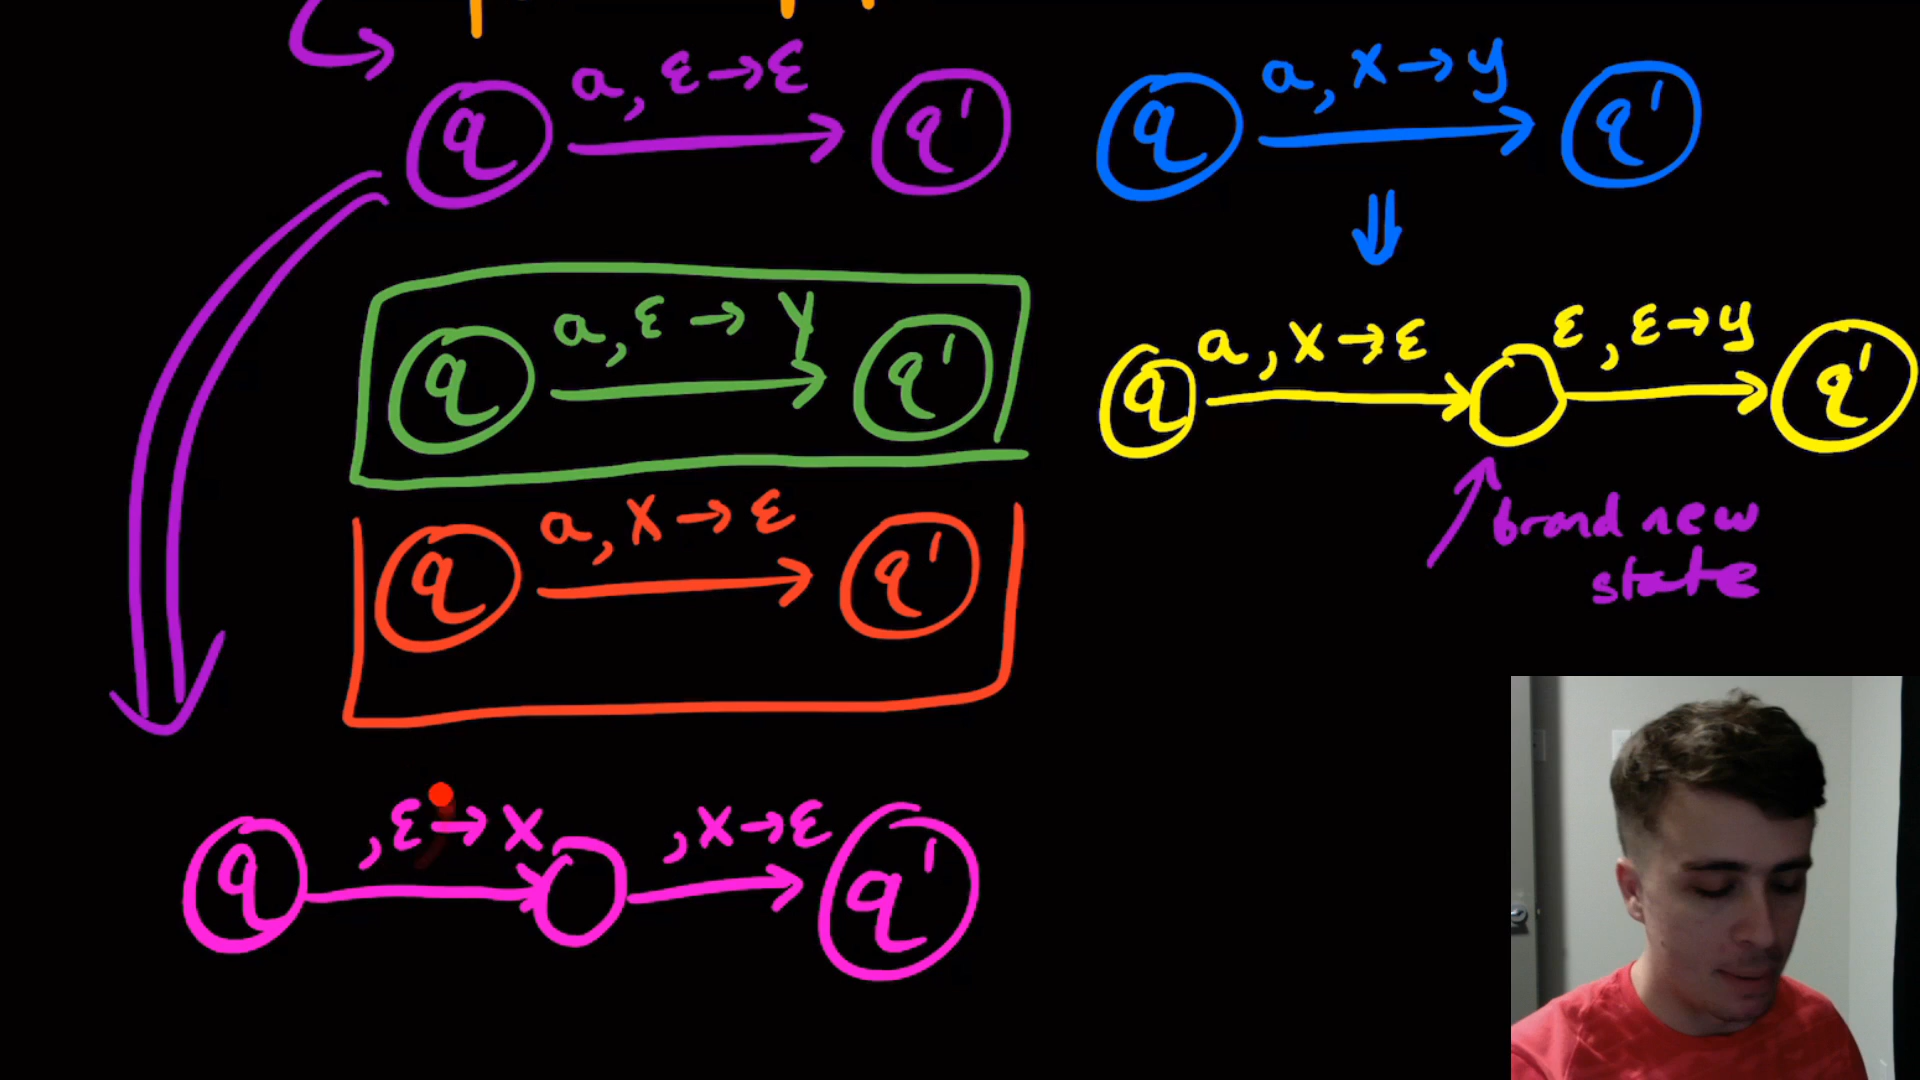 a, ε→ε
q q'
a, x→y
q q'
a, ε → y
q q'
a, x→ε ε, ε→y
q q'
brand new
state
a, x → ε
q q'
, ε→x , x→ε
q q'